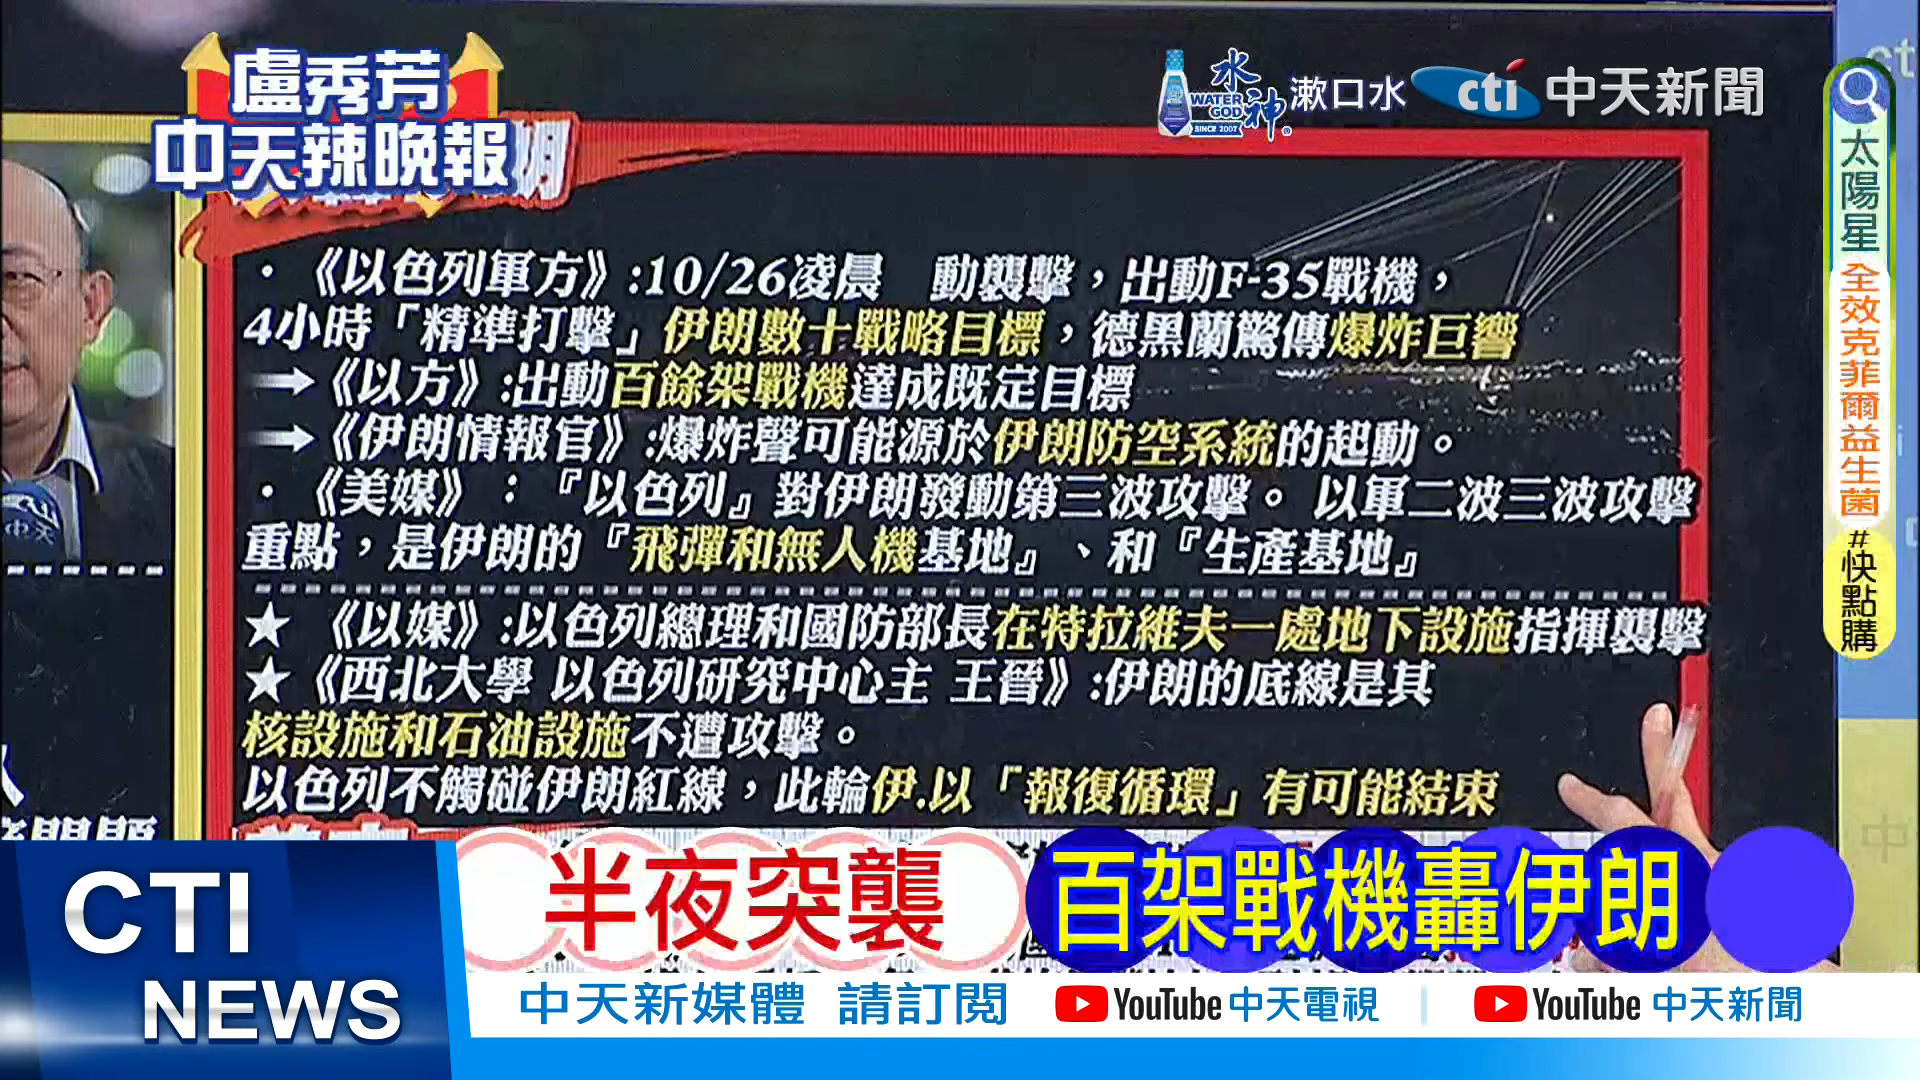 盧秀芳
中天辣晚報
明
水神
WATER
GOD
SINCE 2007
漱口水
cti 中天新聞
太陽星
全效克菲爾益生菌
#快點購
•《以色列軍方》:10/26凌晨 動襲擊，出動F-35戰機，
4小時「精準打擊」伊朗數十戰略目標，德黑蘭驚傳爆炸巨響
→《以方》:出動百餘架戰機達成既定目標
→《伊朗情報官》:爆炸聲可能源於伊朗防空系統的起動。
•《美媒》：『以色列』對伊朗發動第三波攻擊。 以軍二波三波攻擊
重點，是伊朗的『飛彈和無人機基地』、和『生產基地』
★ 《以媒》:以色列總理和國防部長在特拉維夫一處地下設施指揮襲擊
★《西北大學 以色列研究中心主 王晉》:伊朗的底線是其
核設施和石油設施不遭攻擊。
以色列不觸碰伊朗紅線，此輪伊.以「報復循環」有可能結束
中天
半夜突襲 百架戰機轟伊朗
CTI
NEWS
中天新媒體 請訂閱 YouTube 中天電視 YouTube 中天新聞